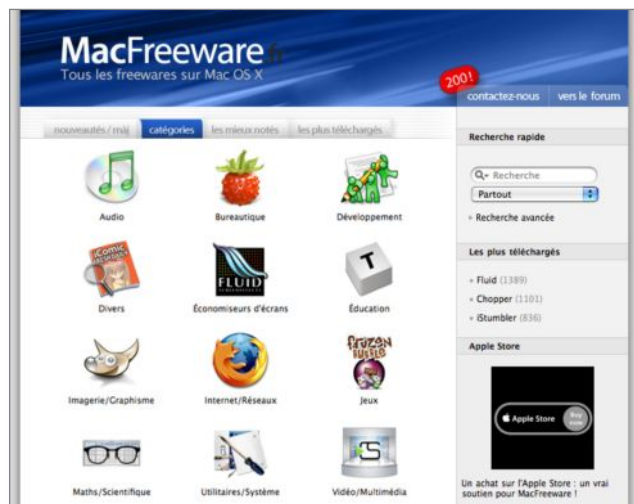 MacFreeware.fr
Tous les freewares sur Mac OS X
200!
contactez-nous
vers le forum
nouveautés / màj
catégories
les mieux notés
les plus téléchargés
Audio
Bureautique
Développement
iComic
Divers
FLUID
Économiseurs d'écrans
T
Éducation
Imagerie/Graphisme
Internet/Réseaux
FROZEN
BUBBLE
Jeux
Maths/Scientifique
Utilitaires/Système
Vidéo/Multimédia
Recherche rapide
Recherche
Partout
Recherche avancée
Les plus téléchargés
Fluid (1389)
Chopper (1101)
iStumbler (836)
Apple Store
Apple Store
Buy
now
Un achat sur l'Apple Store : un vrai
soutien pour MacFreeware !